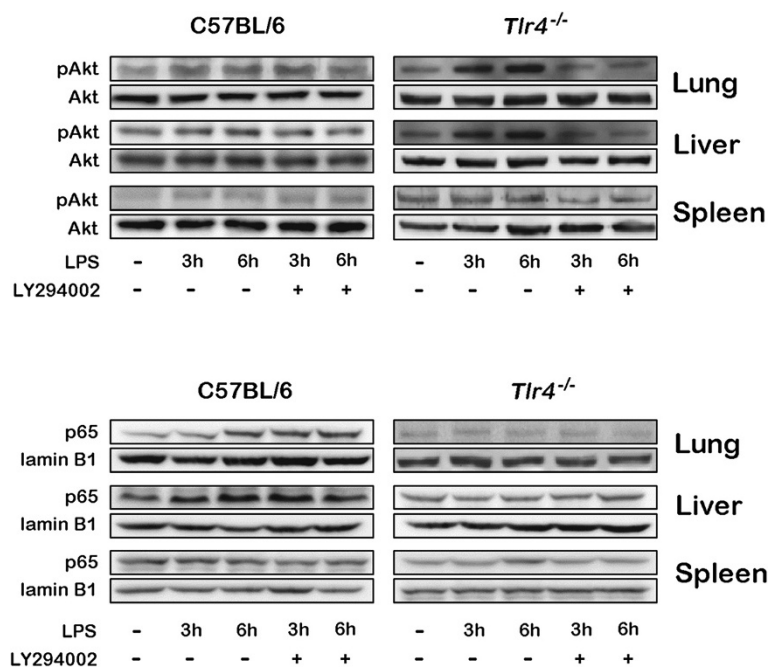 C57BL/6 Tlr4-/-
pAkt
Akt
Lung
pAkt
Akt
Liver
pAkt
Akt
Spleen
LPS - 3h 6h 3h 6h - 3h 6h 3h 6h
LY294002 - - - + + - - - + +
C57BL/6 Tlr4-/-
p65
lamin B1
Lung
p65
lamin B1
Liver
p65
lamin B1
Spleen
LPS - 3h 6h 3h 6h - 3h 6h 3h 6h
LY294002 - - - + + - - - + +